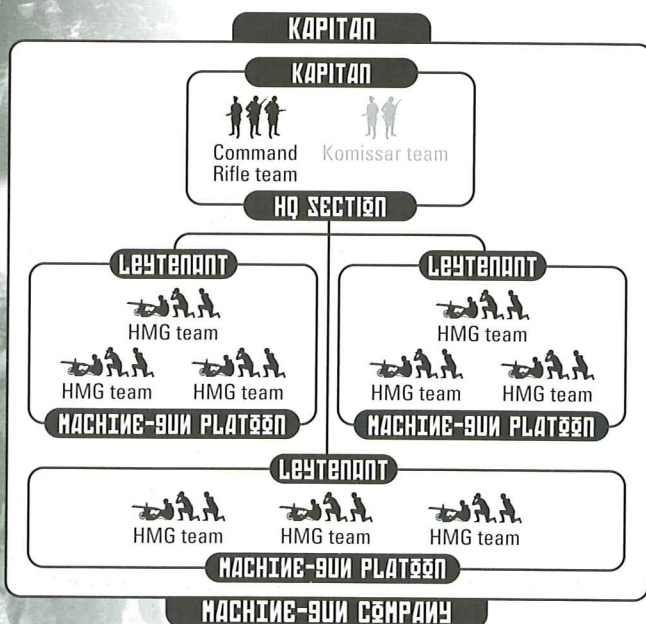 KAPITAN
KAPITAN
Command
Rifle team
Komissar team
HQ SECTION
LEYTENANT
LEYTENANT
HMG team
HMG team
HMG team
HMG team
HMG team
HMG team
MACHINE-GUN PLATOON
MACHINE-GUN PLATOON
LEYTENANT
HMG team
HMG team
HMG team
MACHINE-GUN PLATOON
MACHINE-GUN COMPANY